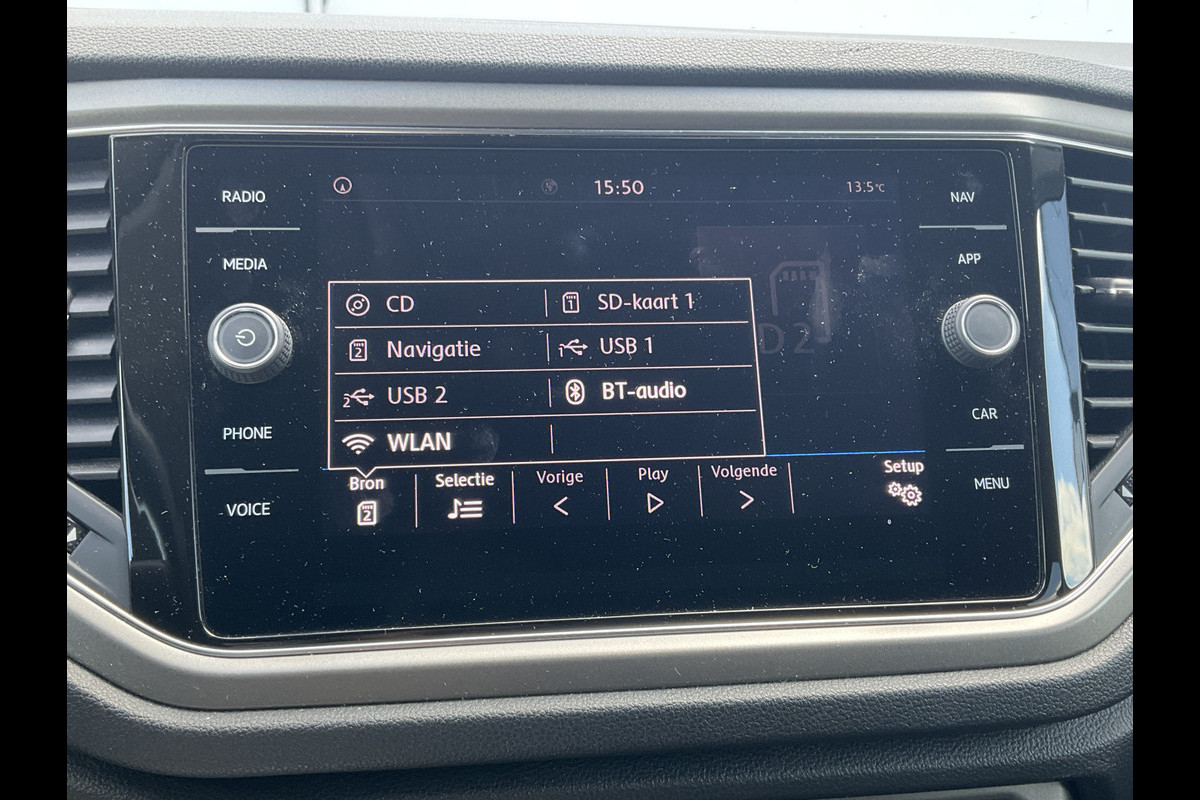 RADIO
MEDIA
PHONE
VOICE
15:50
13.5°C
CD
SD-kaart 1
Navigatie
USB 1
USB 2
BT-audio
WLAN
D 2
Bron
Selectie
Vorige
Play
Volgende
Setup
NAV
APP
CAR
MENU